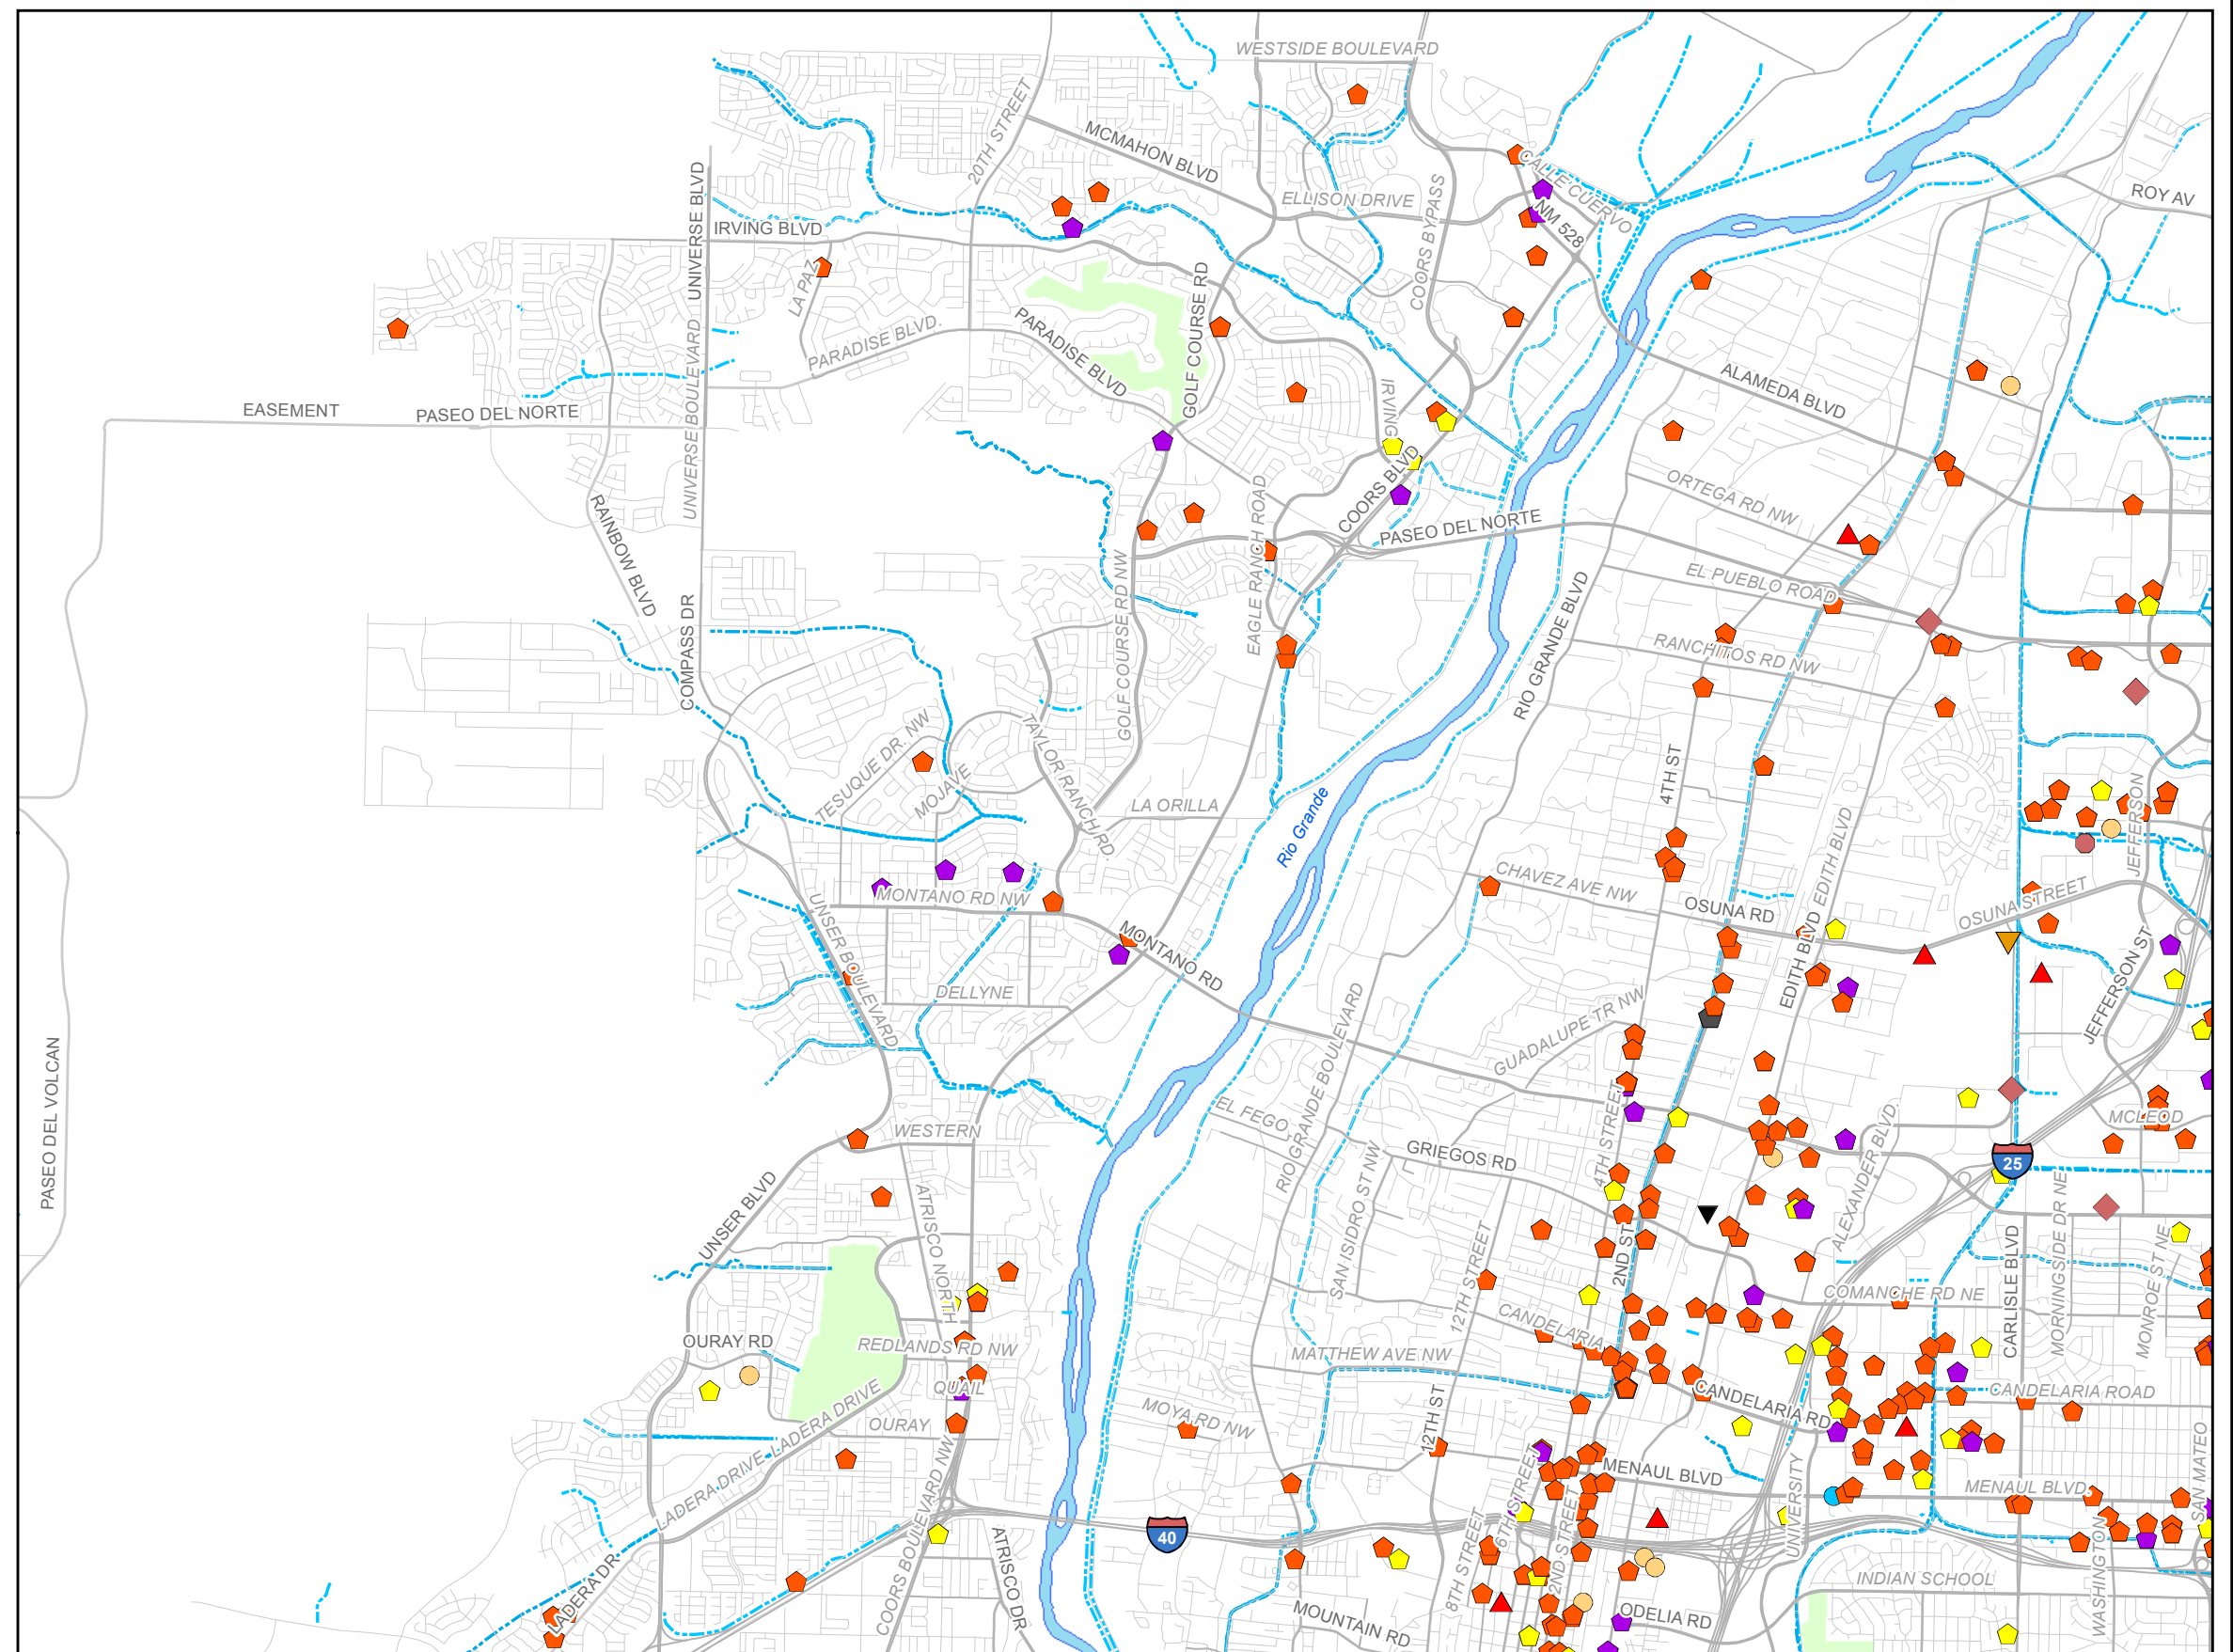 WESTSIDE BOULEVARD
20TH STREET
MCMAHON BLVD
CALLE CUERVO
ELLISON DRIVE
COORS BYPASS
NM 528
ROY AV
UNIVERSE BLVD
IRVING BLVD
LA PAZ
GOLF COURSE RD
PARADISE BLVD.
PARADISE BLVD
UNIVERSE BOULEVARD
ALAMEDA BLVD
IRVING
EASEMENT
PASEO DEL NORTE
COORS BLVD
ORTEGA RD NW
RAINBOW BLVD
EAGLE RANCH ROAD
PASEO DEL NORTE
EL PUEBLO ROAD
GOLF COURSE RD NW
COMPASS DR
RIO GRANDE BLVD
RANCHITOS RD NW
TESUQUE DR. NW
MOJAVE
TAYLOR RANCH RD.
LA ORILLA
4TH ST
Rio Grande
EDITH BLVD
JEFFERSON
MONTANO RD NW
CHAVEZ AVE NW
OSUNA RD
OSUNA STREET
UNSER BOULEVARD
MONTANO RD
EDITH BLVD
JEFFERSON ST
DELLYNE
GUADALUPE TR NW
RIO GRANDE BOULEVARD
PASEO DEL VOLCAN
EL FEGO
4TH STREET
MCLEOD
WESTERN
GRIEGOS RD
ALEXANDER BLVD.
25
UNSER BLVD
ATRISCO NORTH
SAN ISIDRO ST NW
12TH STREET
2ND ST
CARLISLE BLVD
MORNINGSIDE DR NE
MONROE ST NE
COMANCHE RD NE
OURAY RD
REDLANDS RD NW
CANDELARIA
MATTHEW AVE NW
QUAIL
CANDELARIA RD
CANDELARIA ROAD
LADERA DRIVE
OURAY
MOYA RD NW
12TH ST
LADERA DRIVE
COORS BOULEVARD NW
6TH STREET
MENAUL BLVD
UNIVERSITY
MENAUL BLVD.
SAN MATEO
40
8TH STREET
2ND STREET
WASHINGTON
LADERA DR
ATRISCO DR
INDIAN SCHOOL
MOUNTAIN RD
ODELIA RD